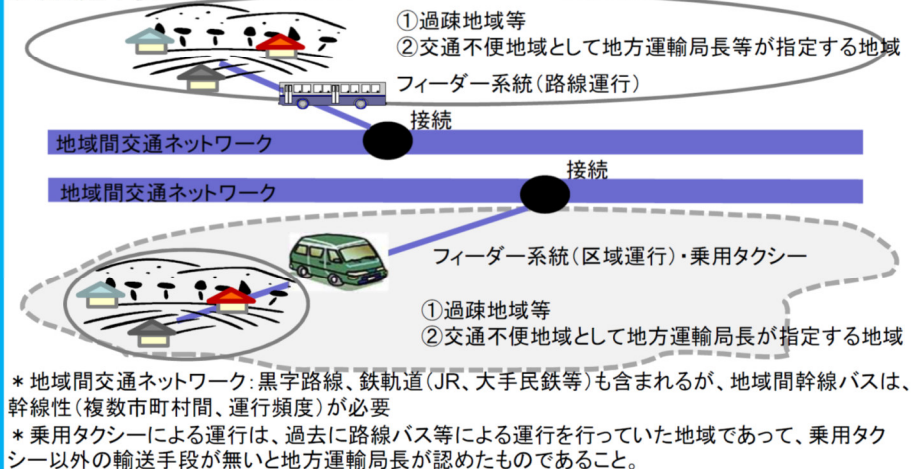 ①過疎地域等
②交通不便地域として地方運輸局長等が指定する地域
フィーダー系統(路線運行)
接続
地域間交通ネットワーク
接続
地域間交通ネットワーク
フィーダー系統(区域運行)・乗用タクシー
①過疎地域等
②交通不便地域として地方運輸局長が指定する地域
*地域間交通ネットワーク:黒字路線、鉄軌道(JR、大手民鉄等)も含まれるが、地域間幹線バスは、
幹線性(複数市町村間、運行頻度)が必要
*乗用タクシーによる運行は、過去に路線バス等による運行を行っていた地域であって、乗用タク
シー以外の輸送手段が無いと地方運輸局長が認めたものであること。